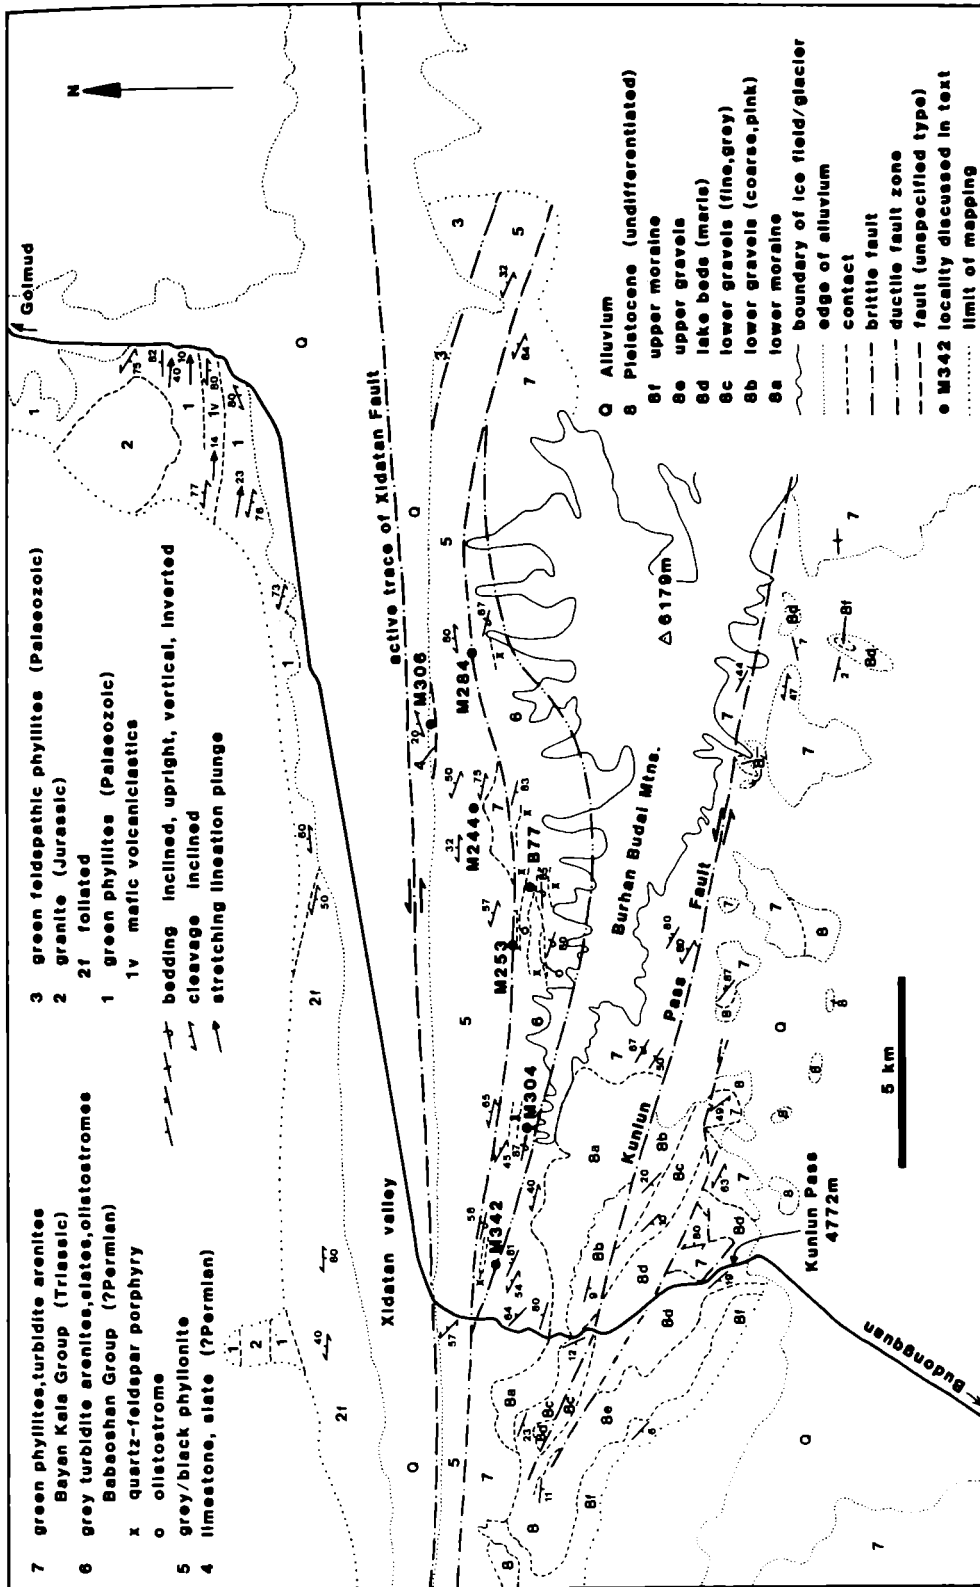 7 green phyllites,turbidite arenites
Bayan Kala Group (Triassic)
6 grey turbidite arenites,slates,olistostromes
Babaoshan Group (?Permian)
x quartz-feldspar porphyry
o olistostrome
5 grey/black phyllonite
4 limestone, slate (?Permian)
3 green feldspathic phyllites (Palaeozoic)
2 granite (Jurassic)
2f foliated
1 green phyllites (Palaeozoic)
1v mafic volcaniclastics
bedding inclined, upright, vertical, inverted
cleavage inclined
stretching lineation plunge
N
Golmud
Xidatan valley
active trace of Xidatan Fault
M306
M284
M244
B77
M253
M304
M342
Burhan Budai Mtns.
△6179m
Kunlun Pass Fault
Kunlun Pass
4772m
Budongquan
5 km
Q Alluvium
8 Pleistocene (undifferentiated)
8f upper moraine
8e upper gravels
8d lake beds (marls)
8c lower gravels (fine,grey)
8b lower gravels (coarse,pink)
8a lower moraine
boundary of ice field/glacier
edge of alluvium
contact
brittle fault
ductile fault zone
fault (unspecified type)
M342 locality discussed in text
limit of mapping